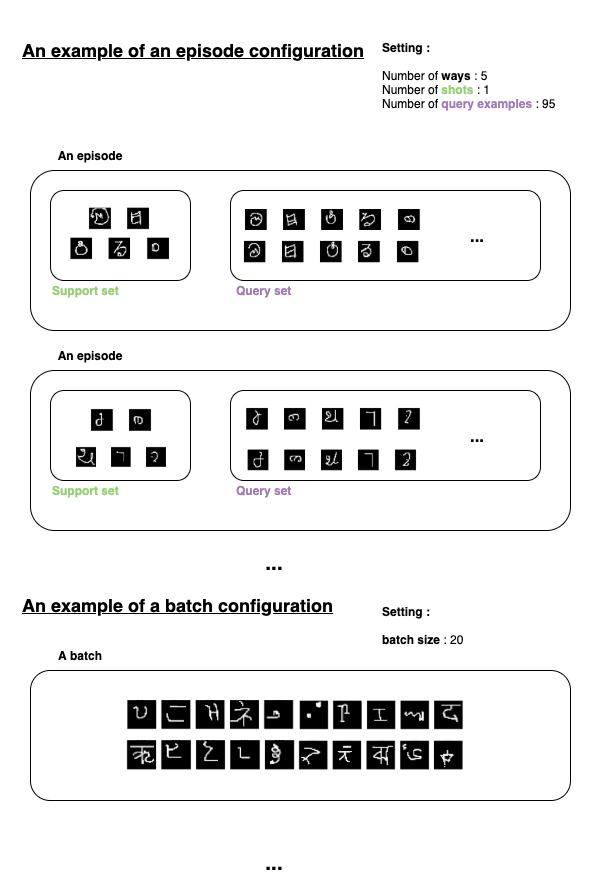 An example of an episode configuration
Setting :
Number of ways : 5
Number of shots : 1
Number of query examples : 95
An episode
...
Support set
Query set
An episode
...
Support set
Query set
...
An example of a batch configuration
Setting :
batch size : 20
A batch
...